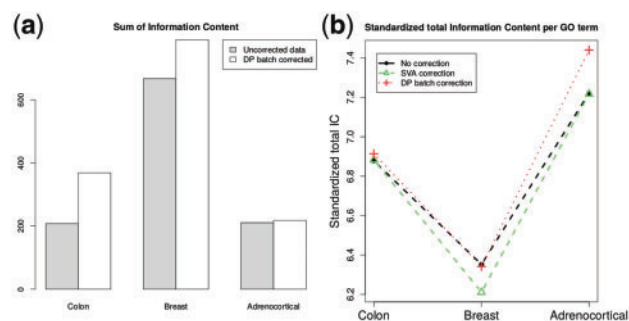 (a)
Sum of Information Content
Uncorrected data
DP batch corrected
600
400
200
0
Colon
Breast
Adrenocortical
(b)
Standardized total Information Content per GO term
No correction
SVA correction
DP batch correction
Standardized total IC
7.4
7.2
7.0
6.8
6.6
6.4
6.2
Colon
Breast
Adrenocortical